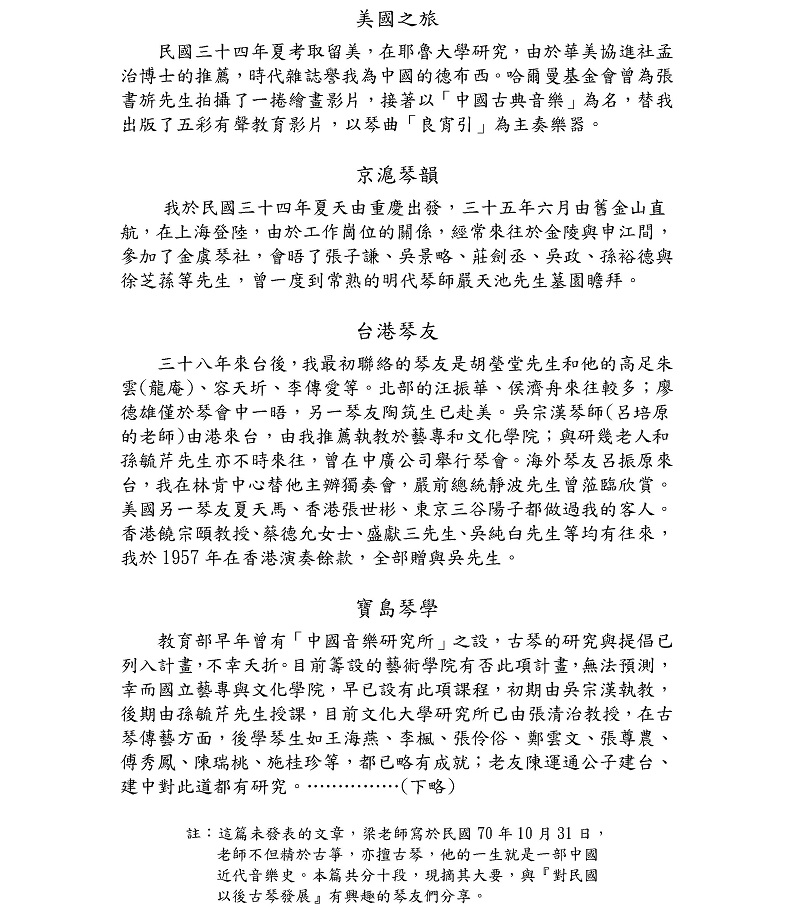 美國之旅
民國三十四年夏考取留美，在耶魯大學研究，由於華美協進社孟
治博士的推薦，時代雜誌譽我為中國的德布西。哈爾曼基金會曾為張
書旂先生拍攝了一捲繪畫影片，接著以「中國古典音樂」為名，替我
出版了五彩有聲教育影片，以琴曲「良宵引」為主奏樂器。
京滬琴韻
我於民國三十四年夏天由重慶出發，三十五年六月由舊金山直
航，在上海登陸，由於工作崗位的關係，經常來往於金陵與申江間，
參加了金虞琴社，會晤了張子謙、吳景略、莊劍丞、吳政、孫裕德與
徐芝蓀等先生，曾一度到常熟的明代琴師嚴天池先生墓園瞻拜。
台港琴友
三十八年來台後，我最初聯絡的琴友是胡瑩堂先生和他的高足朱
雲(龍庵)、容天圻、李傳愛等。北部的汪振華、侯濟舟來往較多；廖
德雄僅於琴會中一晤，另一琴友陶筑生已赴美。吳宗漢琴師(呂培原
的老師)由港來台，由我推薦執教於藝專和文化學院；與研幾老人和
孫毓芹先生亦不時來往，曾在中廣公司舉行琴會。海外琴友呂振原來
台，我在林肯中心替他主辦獨奏會，嚴前總統靜波先生曾蒞臨欣賞。
美國另一琴友夏天馬、香港張世彬、東京三谷陽子都做過我的客人。
香港饒宗頤教授、蔡德允女士、盛獻三先生、吳純白先生等均有往來，
我於 1957 年在香港演奏餘款，全部贈與吳先生。
寶島琴學
教育部早年曾有「中國音樂研究所」之設，古琴的研究與提倡已
列入計畫，不幸夭折。目前籌設的藝術學院有否此項計畫，無法預測，
幸而國立藝專與文化學院，早已設有此項課程，初期由吳宗漢執教，
後期由孫毓芹先生授課，目前文化大學研究所已由張清治教授，在古
琴傳藝方面，後學琴生如王海燕、李楓、張伶俗、鄭雲文、張尊農、
傅秀鳳、陳瑞桃、施桂珍等，都已略有成就；老友陳運通公子建台、
建中對此道都有研究。……………(下略)
註：這篇未發表的文章，梁老師寫於民國 70 年 10 月 31 日，
老師不但精於古箏，亦擅古琴，他的一生就是一部中國
近代音樂史。本篇共分十段，現摘其大要，與『對民國
以後古琴發展』有興趣的琴友們分享。